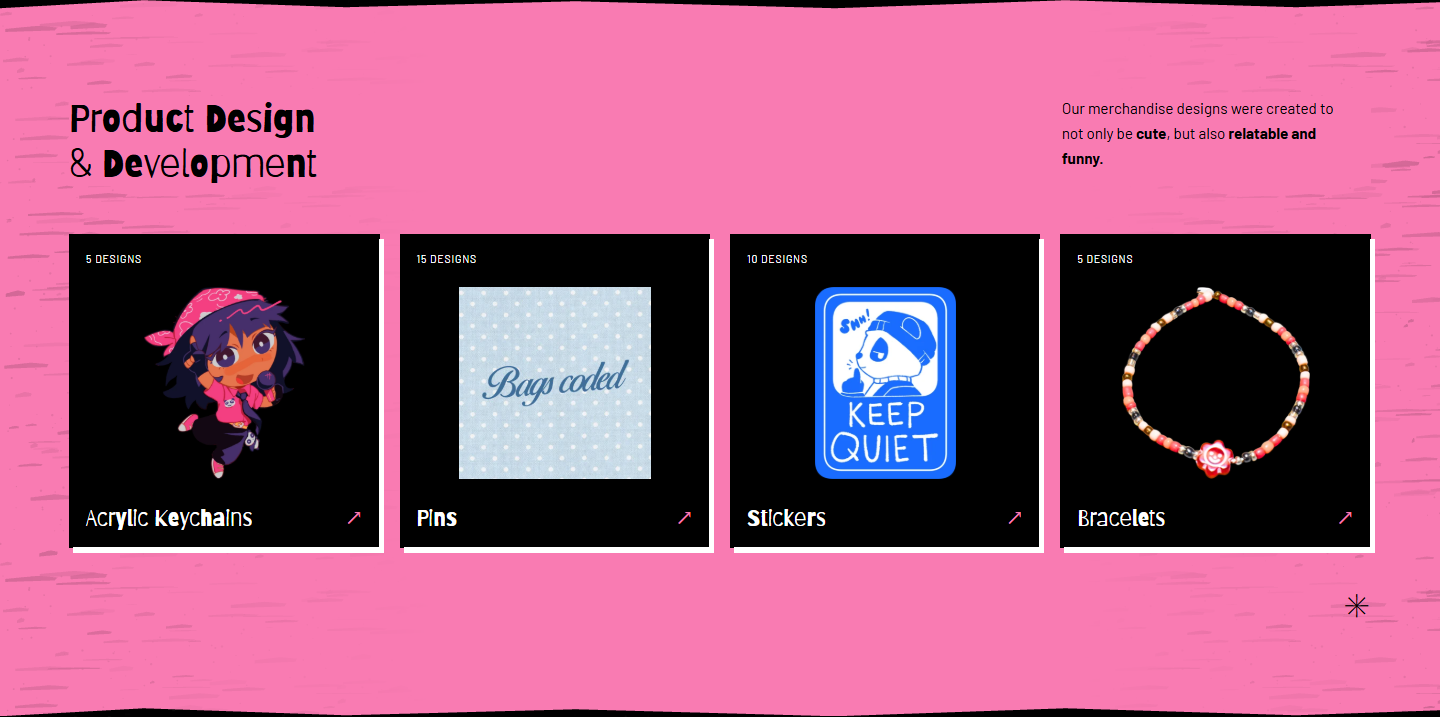 Product Design
& Development
Our merchandise designs were created to
not only be cute, but also relatable and
funny.
5 DESIGNS
15 DESIGNS
10 DESIGNS
5 DESIGNS
Bags coded
SHH!
KEEP
QUIET
Acrylic Keychains
Pins
Stickers
Bracelets